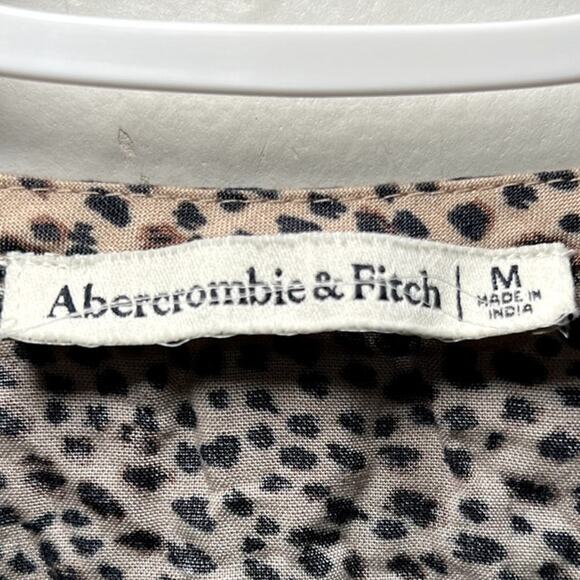 Abercrombie & Fitch
M
MADE IN
INDIA